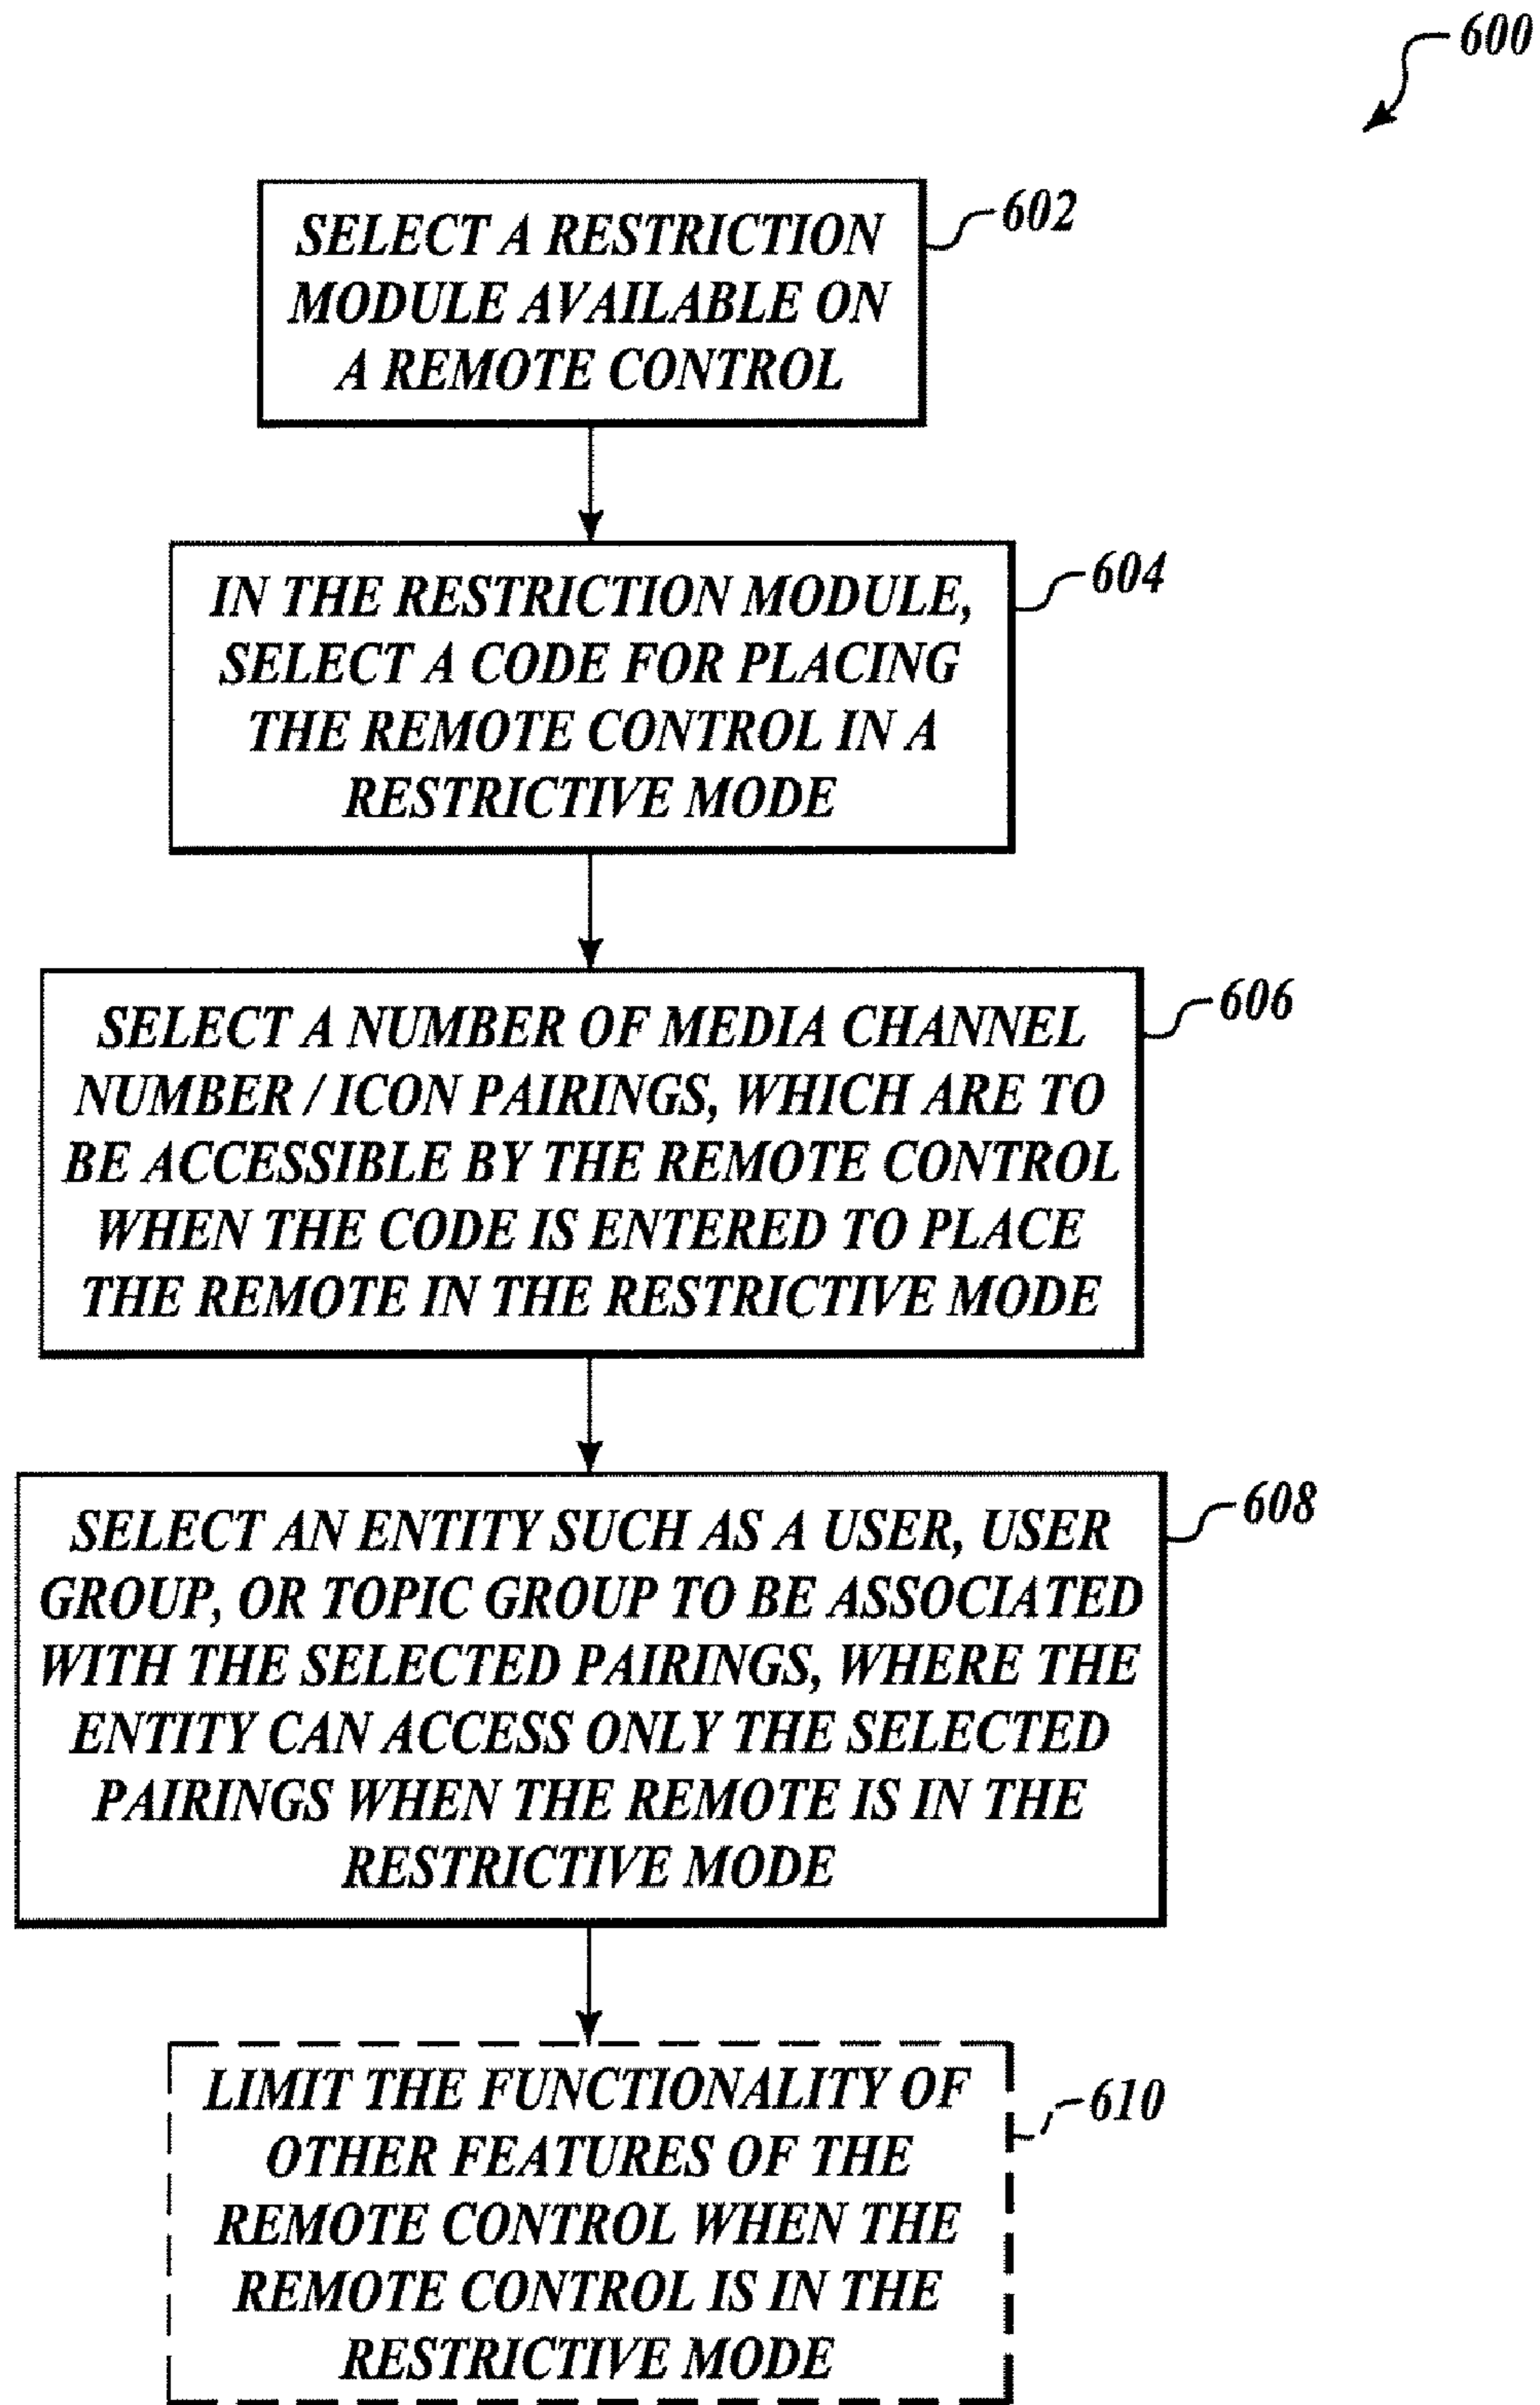 600
SELECT A RESTRICTION
MODULE AVAILABLE ON
A REMOTE CONTROL
602
IN THE RESTRICTION MODULE,
SELECT A CODE FOR PLACING
THE REMOTE CONTROL IN A
RESTRICTIVE MODE
604
SELECT A NUMBER OF MEDIA CHANNEL
NUMBER / ICON PAIRINGS, WHICH ARE TO
BE ACCESSIBLE BY THE REMOTE CONTROL
WHEN THE CODE IS ENTERED TO PLACE
THE REMOTE IN THE RESTRICTIVE MODE
606
SELECT AN ENTITY SUCH AS A USER, USER
GROUP, OR TOPIC GROUP TO BE ASSOCIATED
WITH THE SELECTED PAIRINGS, WHERE THE
ENTITY CAN ACCESS ONLY THE SELECTED
PAIRINGS WHEN THE REMOTE IS IN THE
RESTRICTIVE MODE
608
LIMIT THE FUNCTIONALITY OF
OTHER FEATURES OF THE
REMOTE CONTROL WHEN THE
REMOTE CONTROL IS IN THE
RESTRICTIVE MODE
610